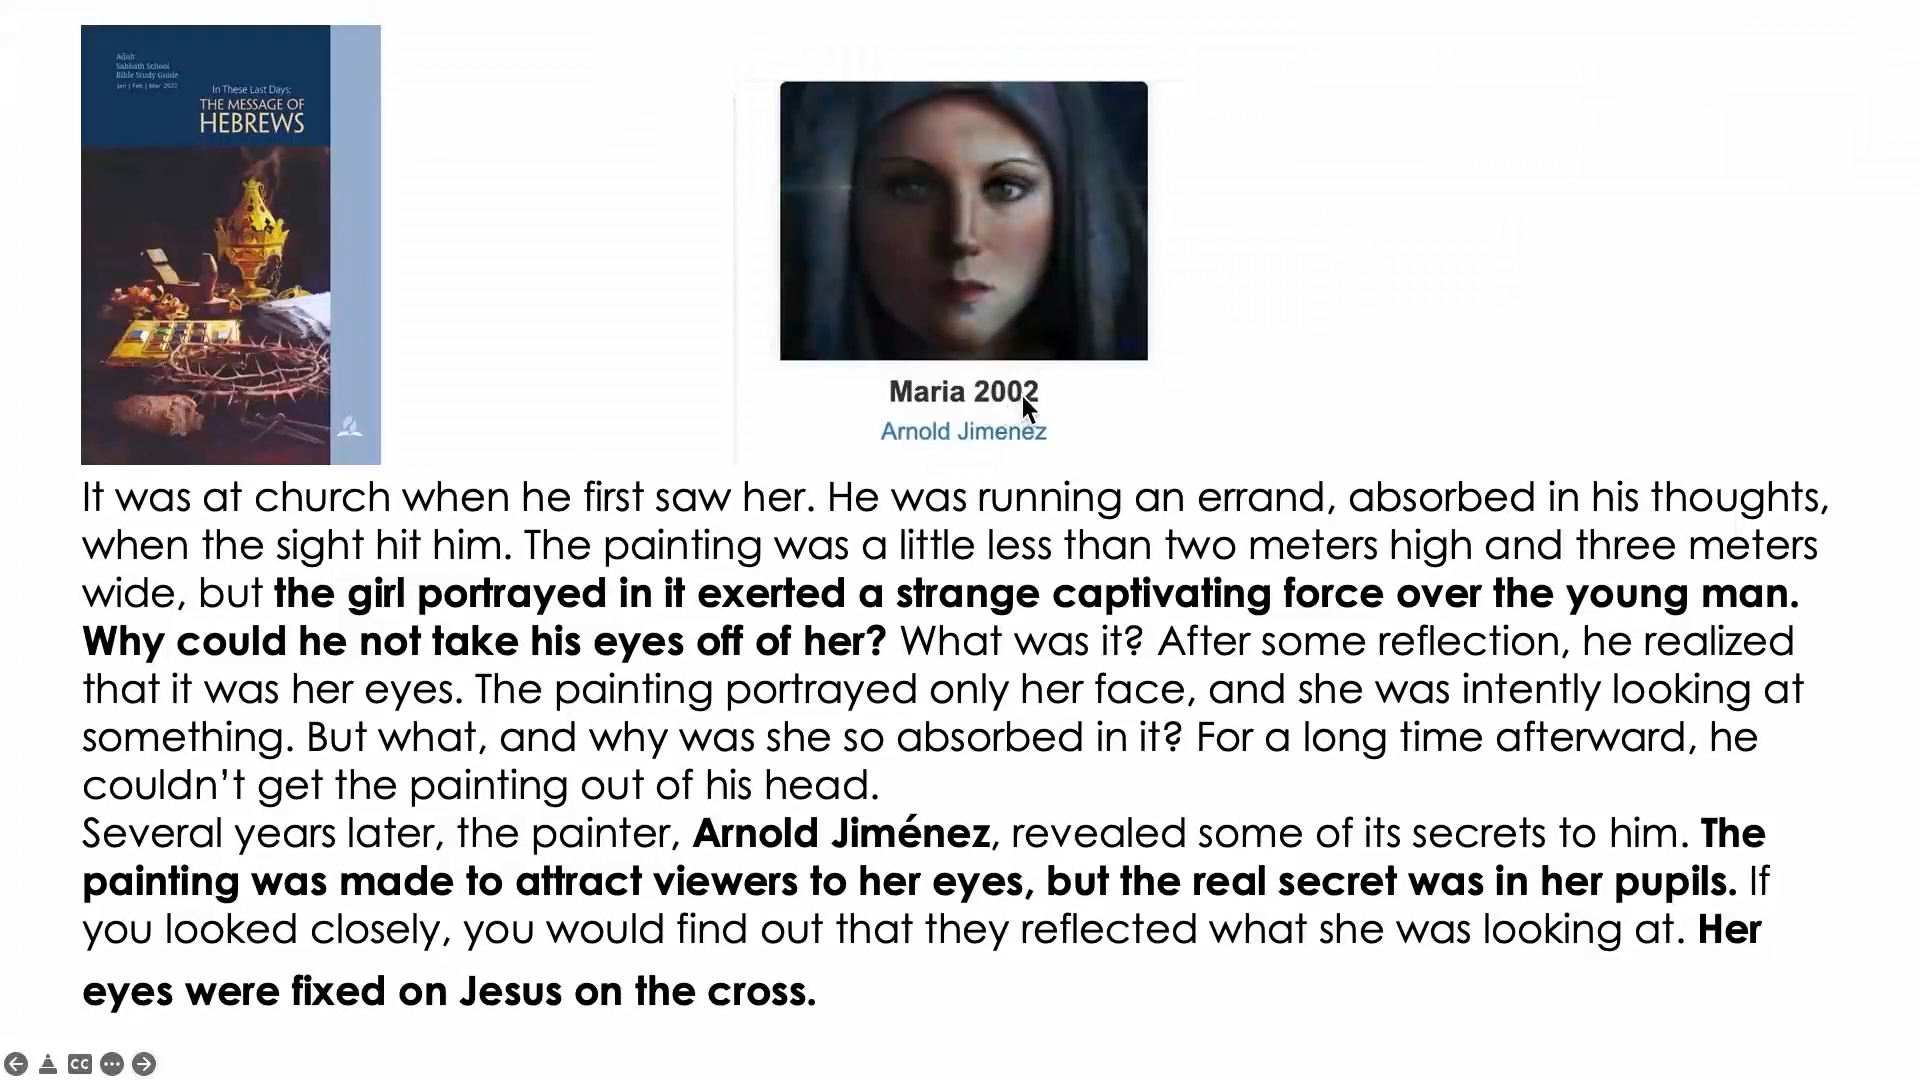 Adult
Sabbath School
Bible Study Guide
Jan | Feb | Mar 2022
In These Last Days:
THE MESSAGE OF
HEBREWS
Maria 2002
Arnold Jimenez
It was at church when he first saw her. He was running an errand, absorbed in his thoughts,
when the sight hit him. The painting was a little less than two meters high and three meters
wide, but the girl portrayed in it exerted a strange captivating force over the young man.
Why could he not take his eyes off of her? What was it? After some reflection, he realized
that it was her eyes. The painting portrayed only her face, and she was intently looking at
something. But what, and why was she so absorbed in it? For a long time afterward, he
couldn’t get the painting out of his head.
Several years later, the painter, Arnold Jiménez, revealed some of its secrets to him. The
painting was made to attract viewers to her eyes, but the real secret was in her pupils. If
you looked closely, you would find out that they reflected what she was looking at. Her
eyes were fixed on Jesus on the cross.
CC